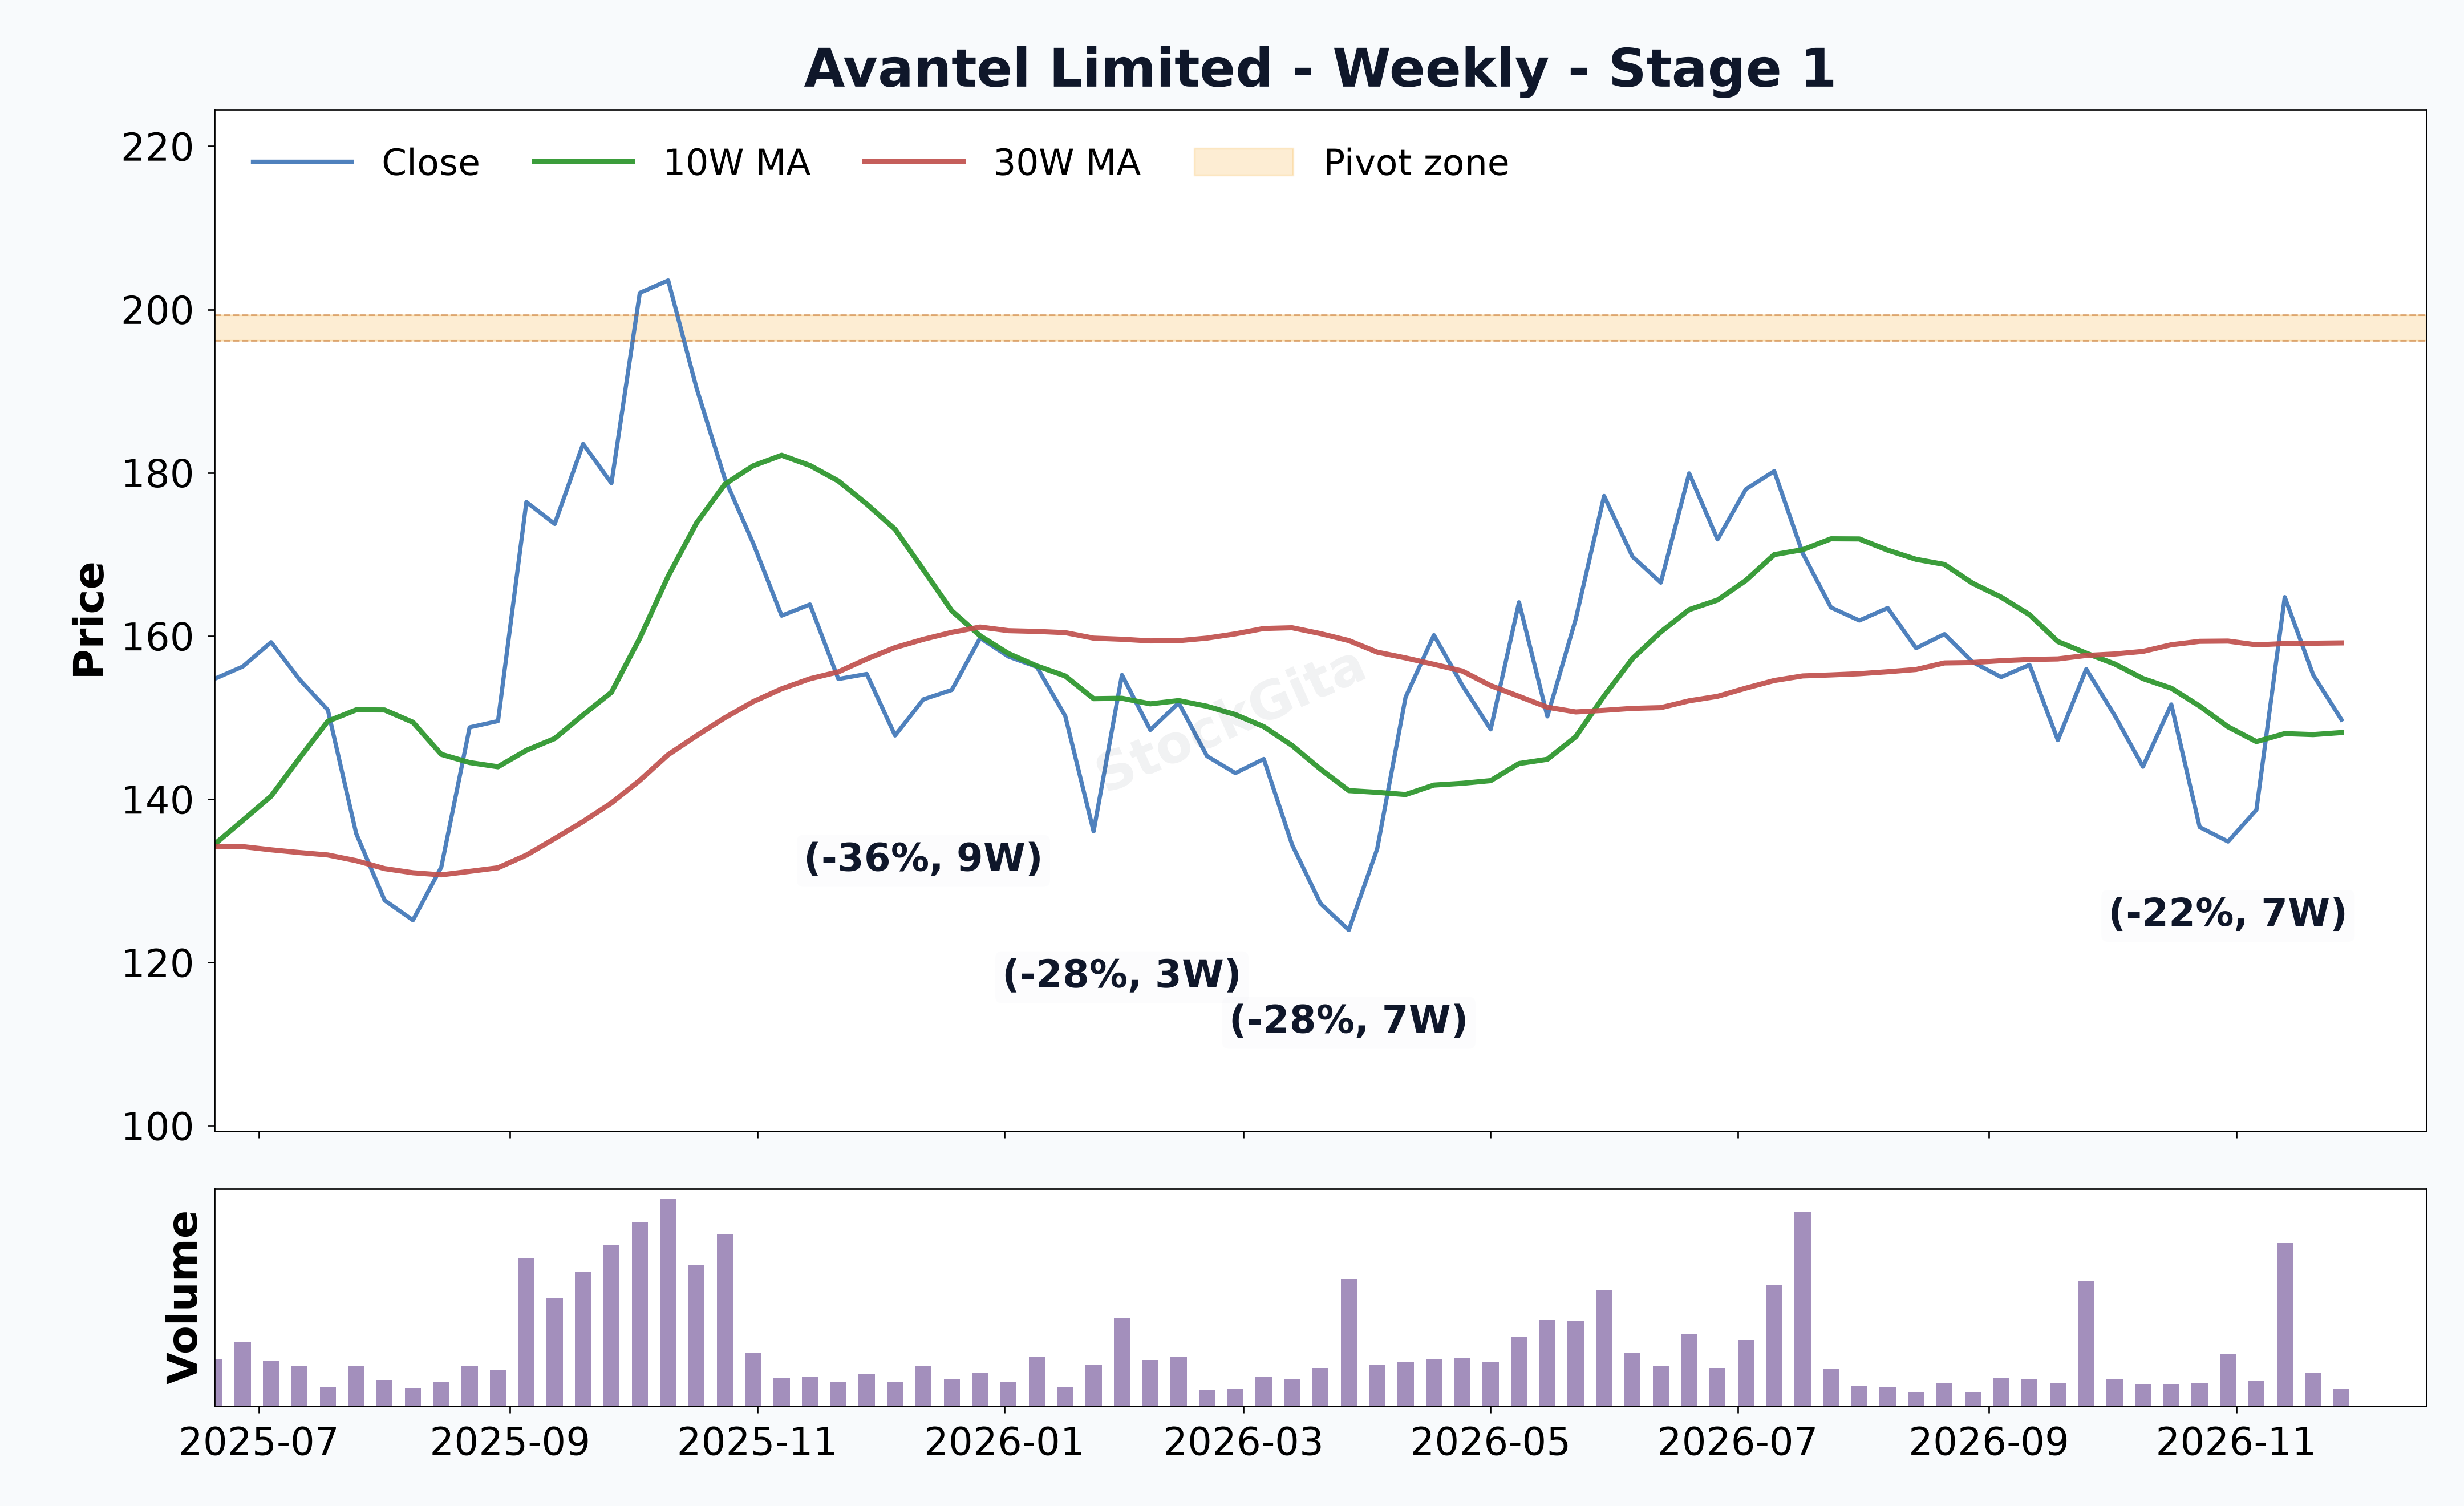 Avantel Limited - Weekly - Stage 1
Close 10W MA 30W MA Pivot zone
220
200
180
160
140
120
100
Price
StockGita
(-36%, 9W)
(-28%, 3W)
(-28%, 7W)
(-22%, 7W)
Volume
2025-07 2025-09 2025-11 2026-01 2026-03 2026-05 2026-07 2026-09 2026-11